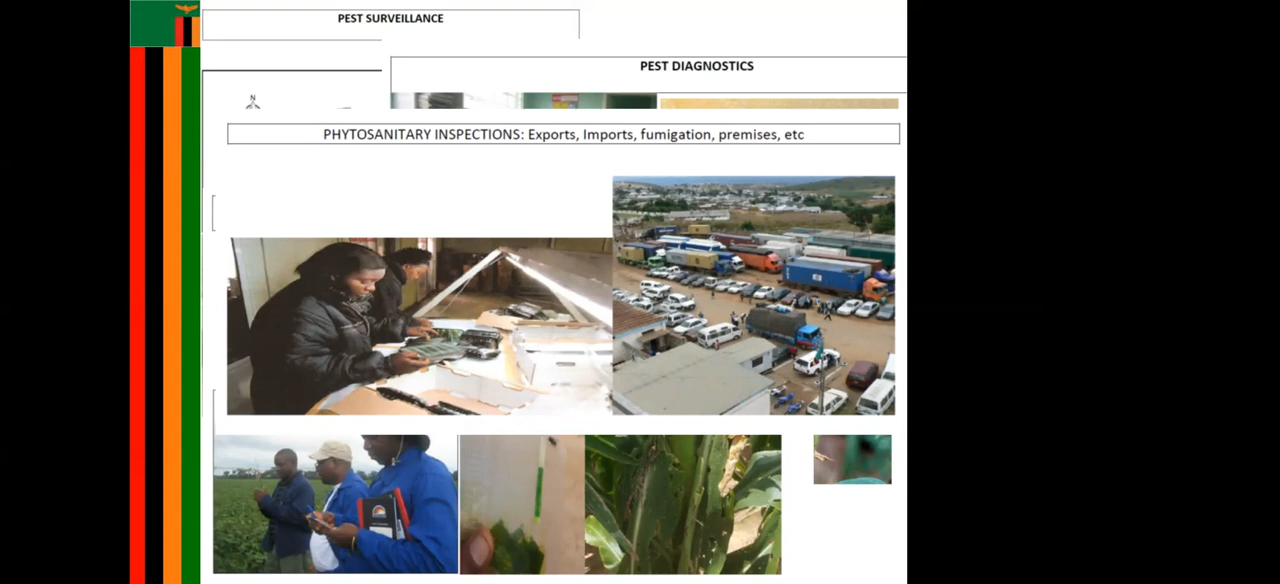 PEST SURVEILLANCE
PEST DIAGNOSTICS
N
PHYTOSANITARY INSPECTIONS: Exports, Imports, fumigation, premises, etc